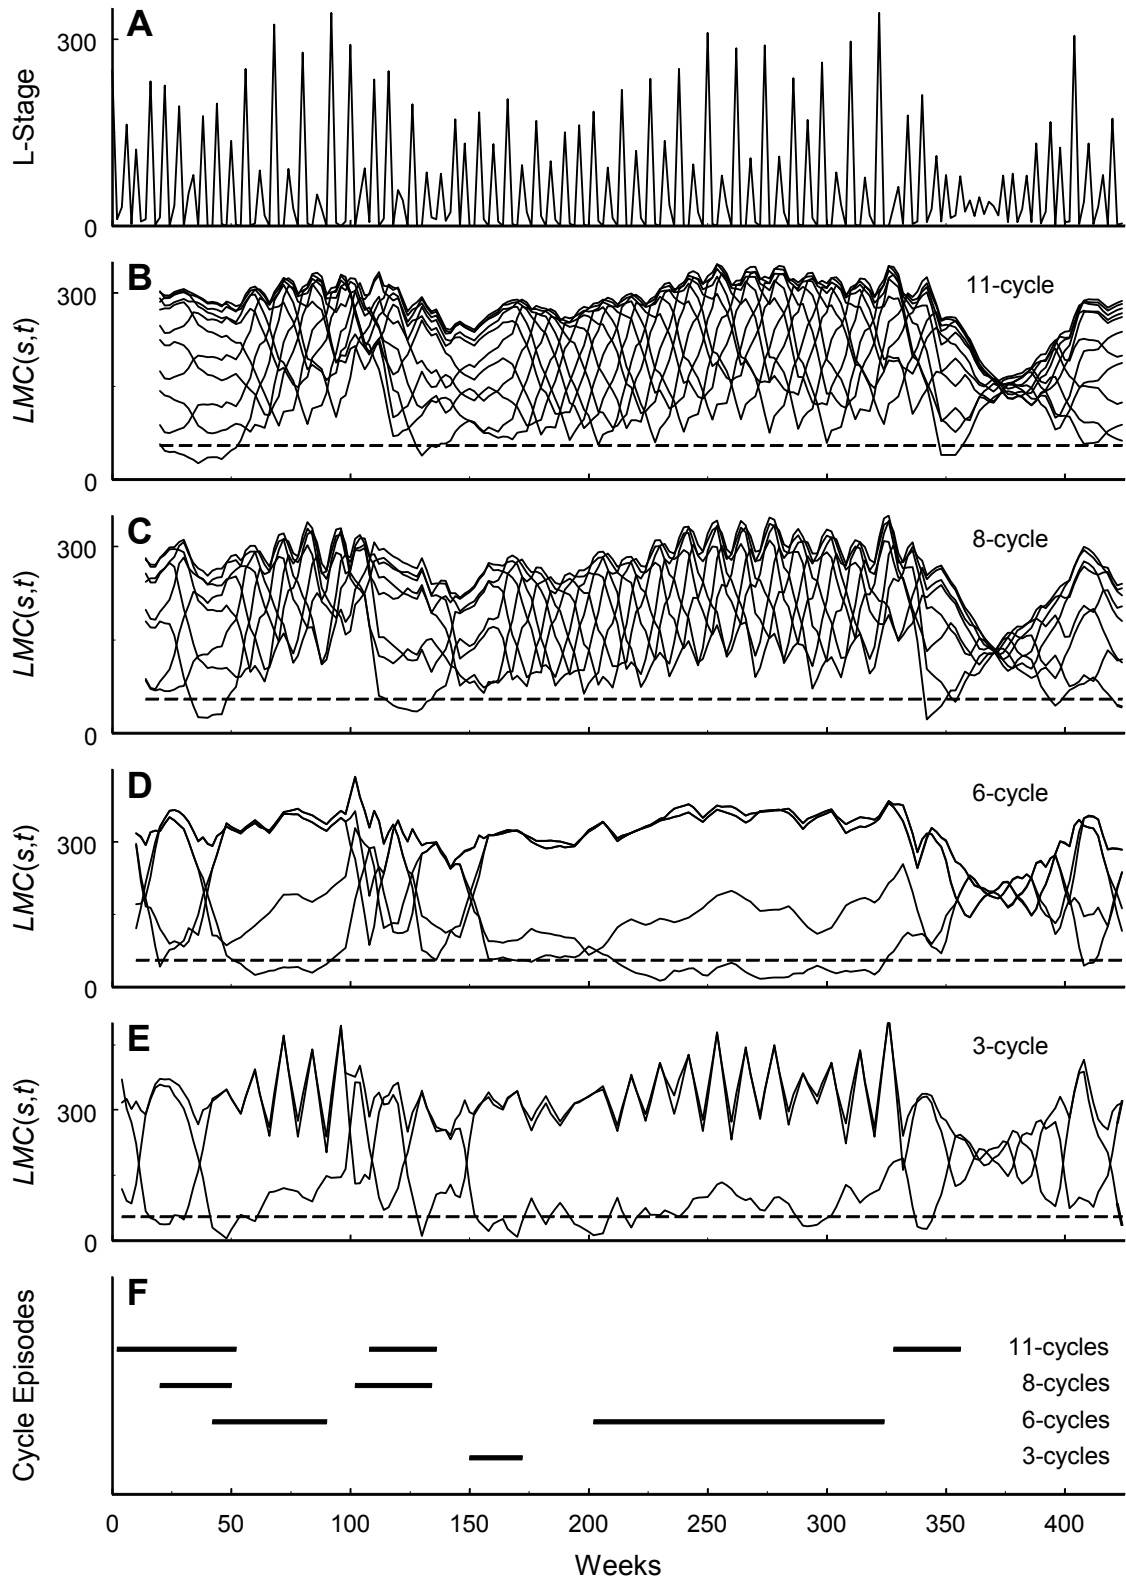 A
L-Stage
300
0
B
11-cycle
LMC(s,t)
300
0
C
8-cycle
LMC(s,t)
300
0
D
6-cycle
LMC(s,t)
300
0
E
3-cycle
LMC(s,t)
300
0
F
Cycle Episodes
11-cycles
8-cycles
6-cycles
3-cycles
0 50 100 150 200 250 300 350 400
Weeks